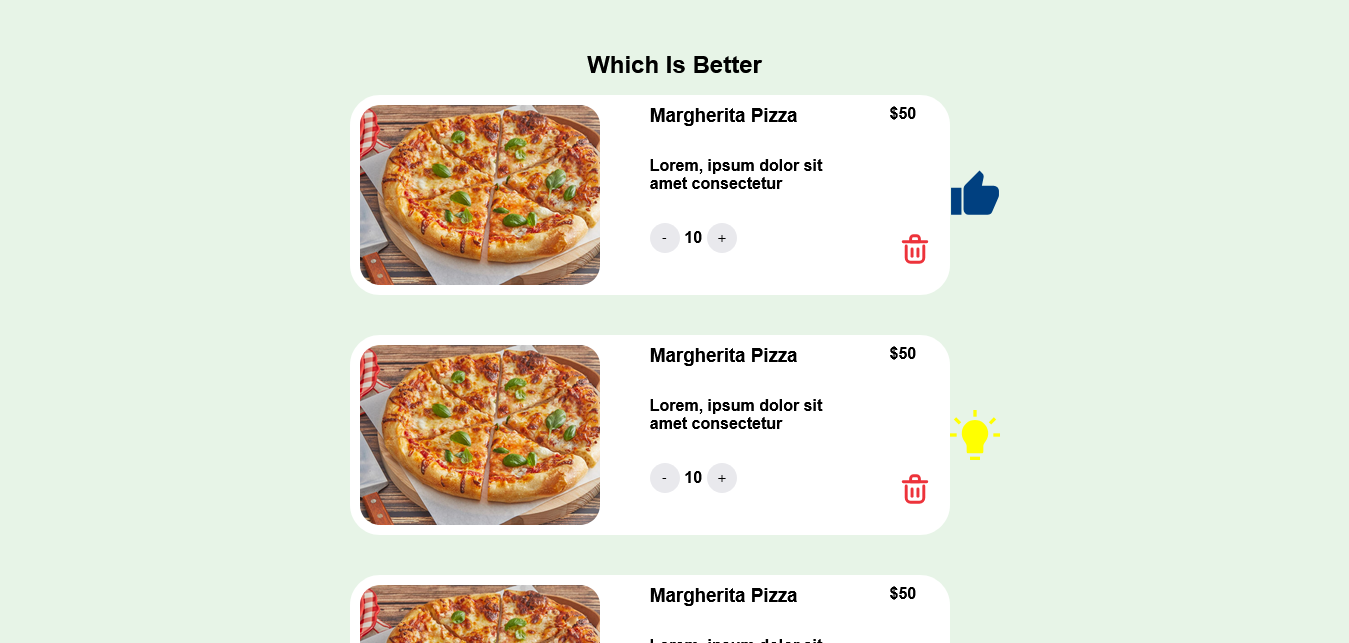 Which Is Better
Margherita Pizza
$50
Lorem, ipsum dolor sit
amet consectetur
- 10 +
Margherita Pizza
$50
Lorem, ipsum dolor sit
amet consectetur
- 10 +
Margherita Pizza
$50